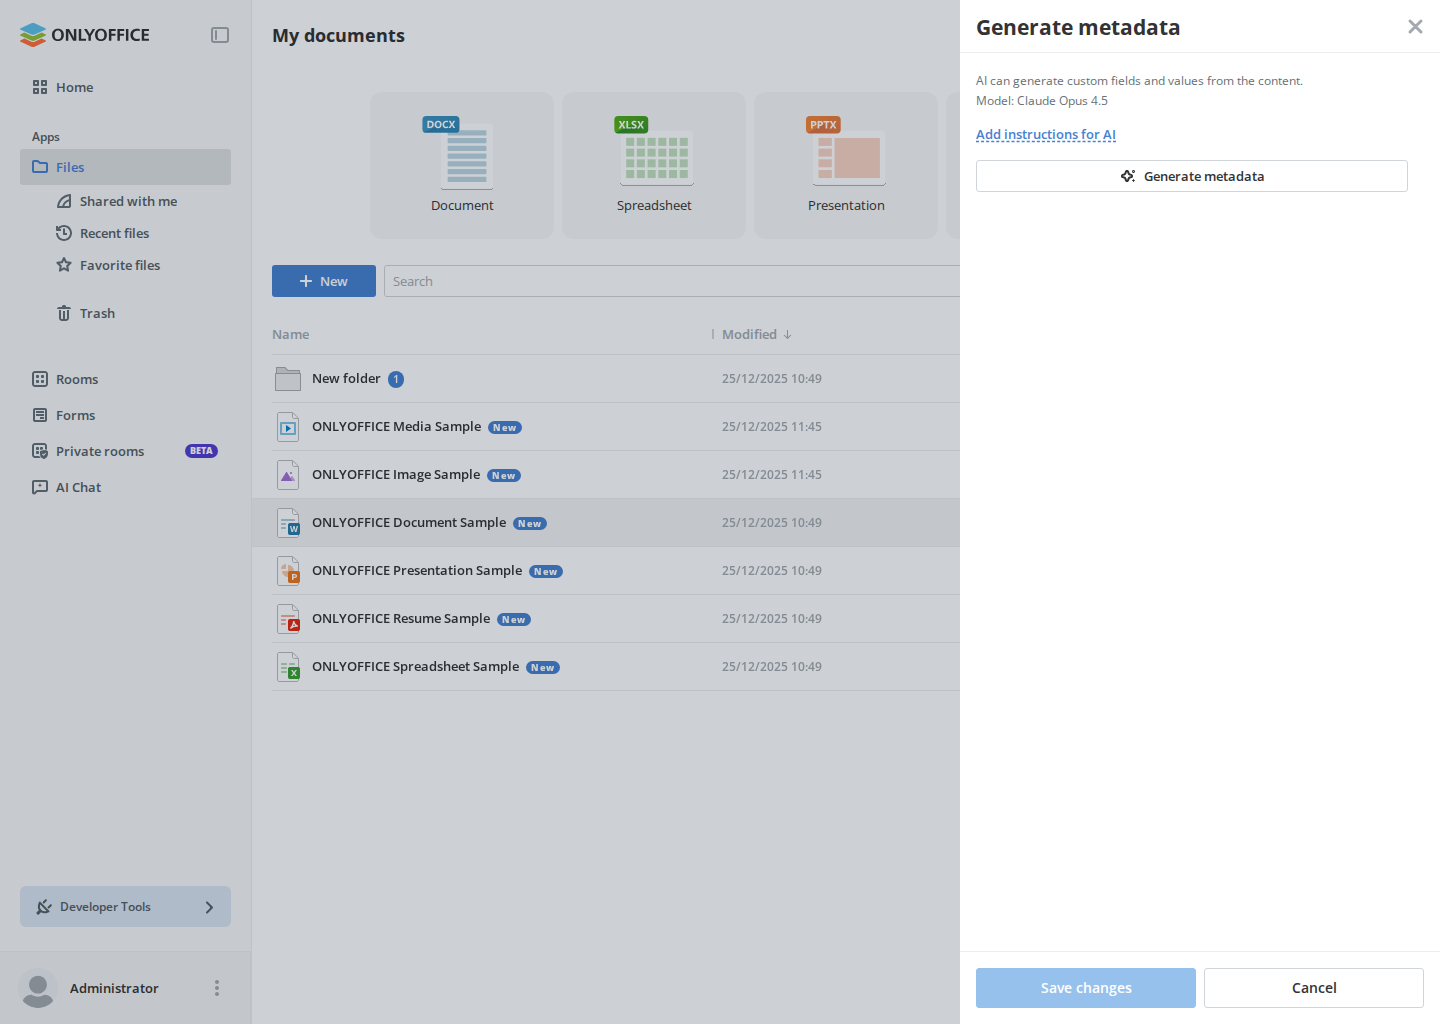 ONLYOFFICE
Home
Apps
Files
Shared with me
Recent files
Favorite files
Trash
Rooms
Forms
Private rooms
BETA
AI Chat
Developer Tools
Administrator
My documents
DOCX
Document
XLSX
Spreadsheet
PPTX
Presentation
New
Search
Name
Modified
New folder 1 25/12/2025 10:49
ONLYOFFICE Media Sample New 25/12/2025 11:45
ONLYOFFICE Image Sample New 25/12/2025 11:45
W
ONLYOFFICE Document Sample New 25/12/2025 10:49
P
ONLYOFFICE Presentation Sample New 25/12/2025 10:49
ONLYOFFICE Resume Sample New 25/12/2025 10:49
X
ONLYOFFICE Spreadsheet Sample New 25/12/2025 10:49
Generate metadata
AI can generate custom fields and values from the content.
Model: Claude Opus 4.5
Add instructions for AI
Generate metadata
Save changes
Cancel